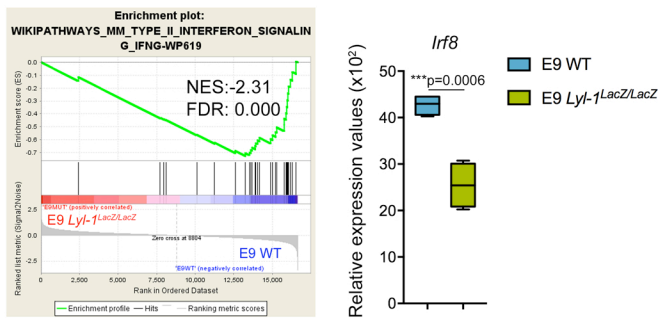 Enrichment plot:
WIKIPATHWAYS_MM_TYPE_II_INTERFERON_SIGNALIN
G_IFNG-WP619
Enrichment score (ES)
0.0
-0.1
-0.2
-0.3
-0.4
-0.5
-0.6
-0.7
NES:-2.31
FDR: 0.000
Ranked list metric (Signal2Noise)
2.5
0.0
-2.5
'E9MUT' (positively correlated)
E9 Lyl-1LacZ/LacZ
Zero cross at 8804
E9 WT
'E9WT' (negatively correlated)
0 2,500 5,000 7,500 10,000 12,500 15,000
Rank in Ordered Dataset
Enrichment profile Hits Ranking metric scores
Irf8
Relative expression values (x10²)
50
40
30
20
10
0
***p=0.0006
E9 WT
E9 Lyl-1LacZ/LacZ